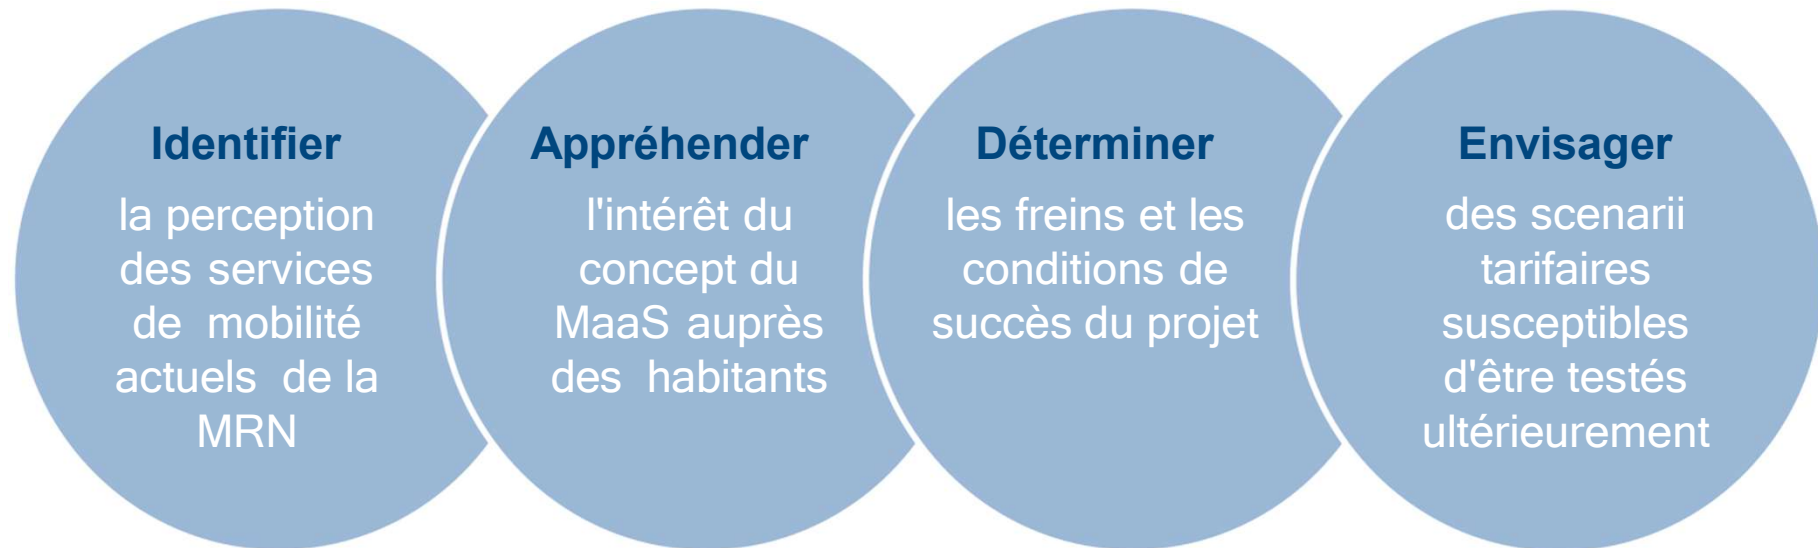 Identifier
la perception
des services
de mobilité
actuels de la
MRN
Appréhender
l'intérêt du
concept du
MaaS auprès
des habitants
Déterminer
les freins et les
conditions de
succès du projet
Envisager
des scenarii
tarifaires
susceptibles
d'être testés
ultérieurement